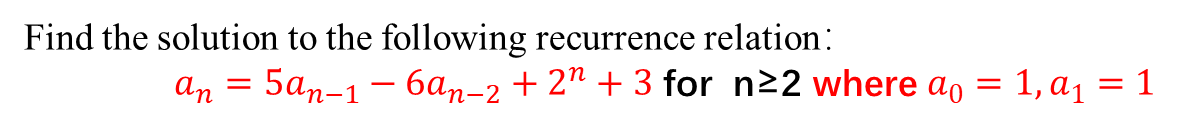 Find the solution to the following recurrence relation:
aₙ = 5aₙ₋₁ − 6aₙ₋₂ + 2ⁿ + 3 for n≥2 where a₀ = 1, a₁ = 1